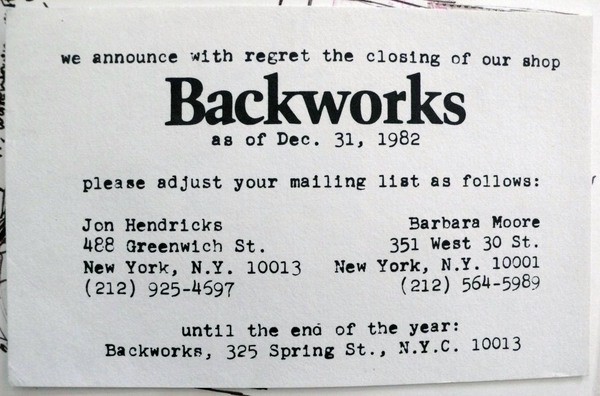 we announce with regret the closing of our shop
Backworks
as of Dec. 31, 1982
please adjust your mailing list as follows:
Jon Hendricks
488 Greenwich St.
New York, N.Y. 10013
(212) 925-4597
Barbara Moore
351 West 30 St.
New York, N.Y. 10001
(212) 564-5989
until the end of the year:
Backworks, 325 Spring St., N.Y.C. 10013